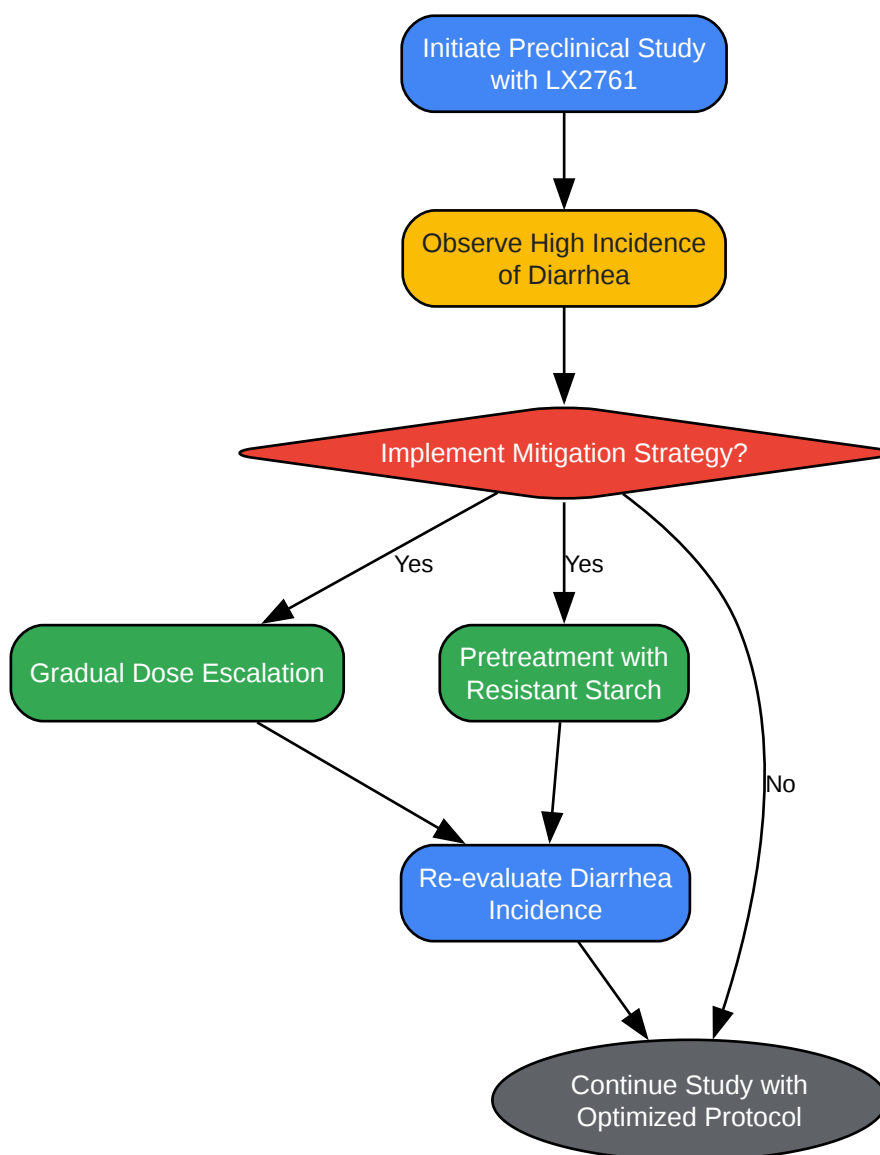 Initiate Preclinical Study
with LX2761
Observe High Incidence
of Diarrhea
Implement Mitigation Strategy?
Yes
Yes
Gradual Dose Escalation
Pretreatment with
Resistant Starch
No
Re-evaluate Diarrhea
Incidence
Continue Study with
Optimized Protocol